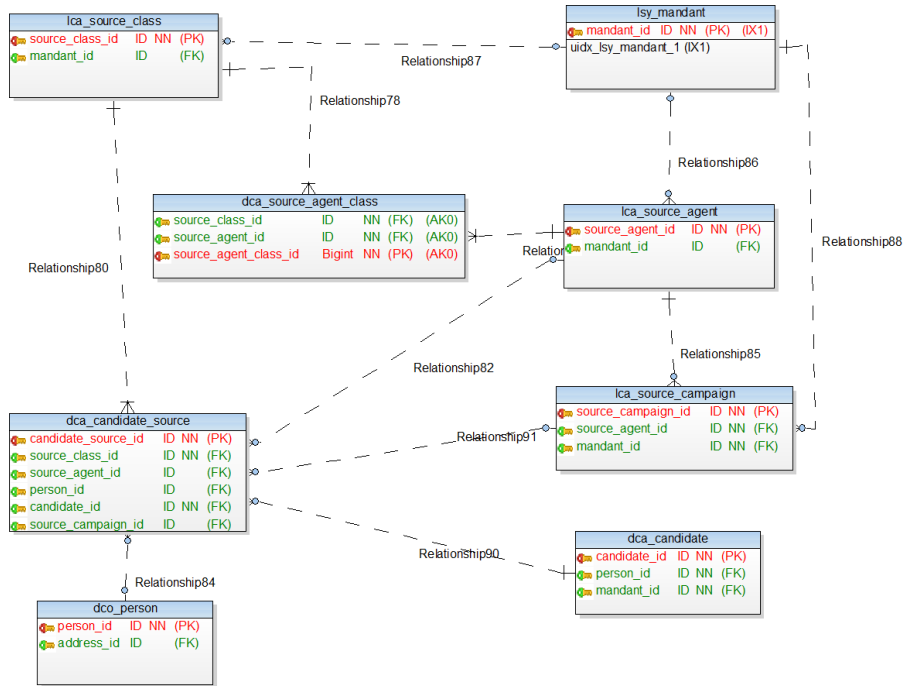 lca_source_class
source_class_id ID NN (PK)
mandant_id ID (FK)
lsy_mandant
mandant_id ID NN (PK) (IX1)
uidx_lsy_mandant_1 (IX1)
Relationship87
Relationship78
Relationship86
dca_source_agent_class
source_class_id ID NN (FK) (AK0)
source_agent_id ID NN (FK) (AK0)
source_agent_class_id Bigint NN (PK) (AK0)
lca_source_agent
source_agent_id ID NN (PK)
mandant_id ID (FK)
Relation
Relationship88
Relationship80
Relationship82
Relationship85
lca_source_campaign
source_campaign_id ID NN (PK)
source_agent_id ID NN (FK)
mandant_id ID NN (FK)
dca_candidate_source
candidate_source_id ID NN (PK)
source_class_id ID NN (FK)
source_agent_id ID (FK)
person_id ID (FK)
candidate_id ID NN (FK)
source_campaign_id ID (FK)
Relationship91
Relationship90
dca_candidate
candidate_id ID NN (PK)
person_id ID NN (FK)
mandant_id ID NN (FK)
Relationship84
dco_person
person_id ID NN (PK)
address_id ID (FK)